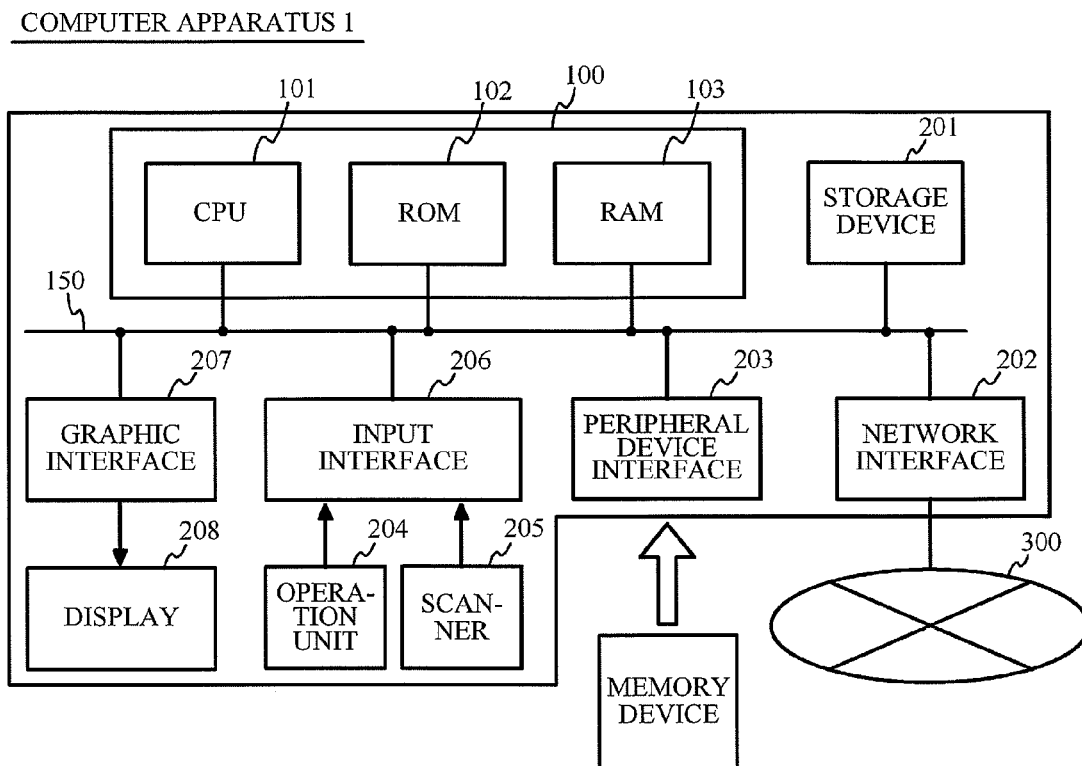 COMPUTER APPARATUS 1
100
101
102
103
201
CPU
ROM
RAM
STORAGE
DEVICE
150
207
206
203
202
GRAPHIC
INTERFACE
INPUT
INTERFACE
PERIPHERAL
DEVICE
INTERFACE
NETWORK
INTERFACE
208
204
205
300
DISPLAY
OPERA-
TION
UNIT
SCAN-
NER
MEMORY
DEVICE